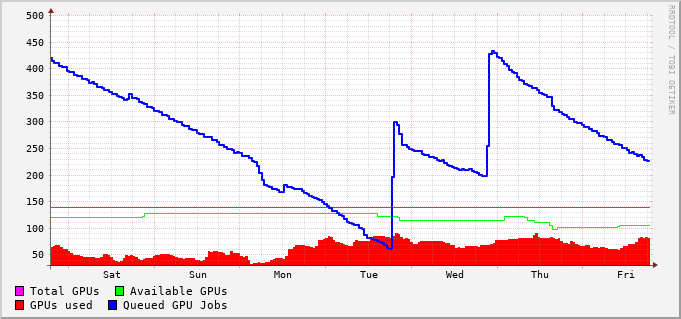 500
450
400
350
300
250
200
150
100
50
Sat Sun Mon Tue Wed Thu Fri
Total GPUs Available GPUs
GPUs used Queued GPU Jobs
RRDTOOL / TOBI OETIKER